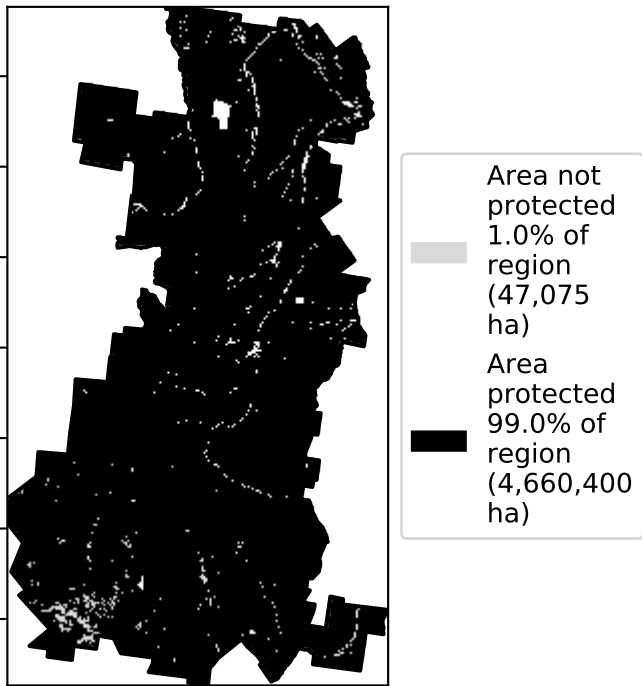 Area not
protected
1.0% of
region
(47,075
ha)
Area
protected
99.0% of
region
(4,660,400
ha)